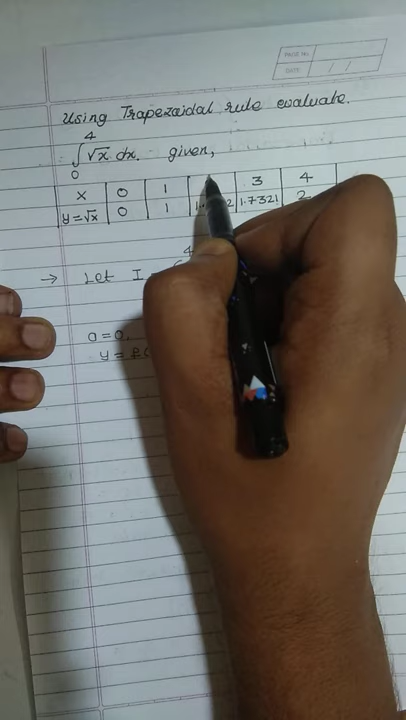 PAGE No.
DATE / /
Using Trapezoidal rule evaluate.
4
∫ √x dx. given,
0
x 0 1 3 4
y=√x 0 1 1.7321 2
→ Let I = 4
a=0,
y = f(